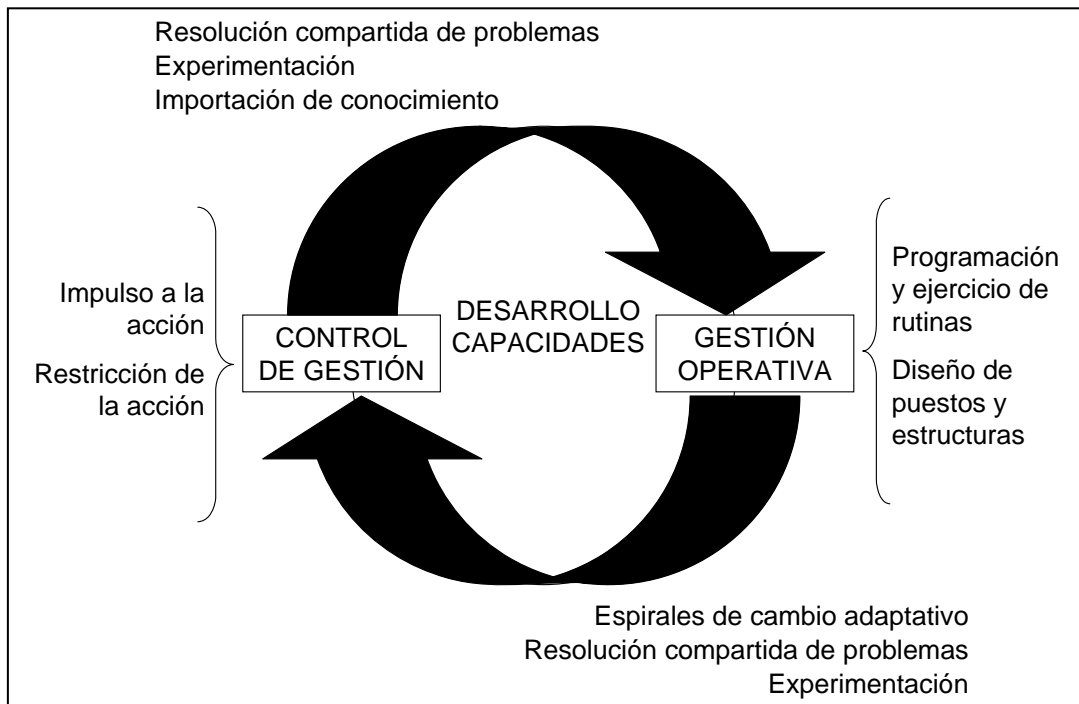 Resolución compartida de problemas
Experimentación
Importación de conocimiento
Impulso a la
acción
Restricción de
la acción
CONTROL
DE GESTIÓN
DESARROLLO
CAPACIDADES
GESTIÓN
OPERATIVA
Programación
y ejercicio de
rutinas
Diseño de
puestos y
estructuras
Espirales de cambio adaptativo
Resolución compartida de problemas
Experimentación